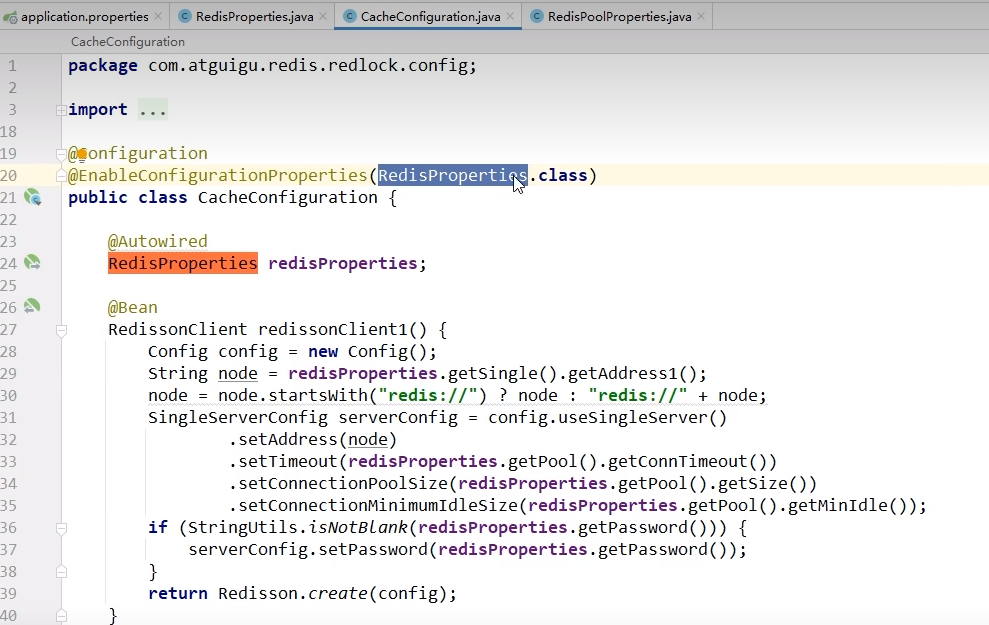 application.properties RedisProperties.java CacheConfiguration.java RedisPoolProperties.java
CacheConfiguration
1 package com.atguigu.redis.redlock.config;
2
3 import ...
18
19 @Configuration
20 @EnableConfigurationProperties(RedisProperties.class)
21 public class CacheConfiguration {
22
23 @Autowired
24 RedisProperties redisProperties;
25
26 @Bean
27 RedissonClient redissonClient1() {
28 Config config = new Config();
29 String node = redisProperties.getSingle().getAddress1();
30 node = node.startsWith("redis://") ? node : "redis://" + node;
31 SingleServerConfig serverConfig = config.useSingleServer()
32 .setAddress(node)
33 .setTimeout(redisProperties.getPool().getConnTimeout())
34 .setConnectionPoolSize(redisProperties.getPool().getSize())
35 .setConnectionMinimumIdleSize(redisProperties.getPool().getMinIdle());
36 if (StringUtils.isNotBlank(redisProperties.getPassword())) {
37 serverConfig.setPassword(redisProperties.getPassword());
38 }
39 return Redisson.create(config);
40 }